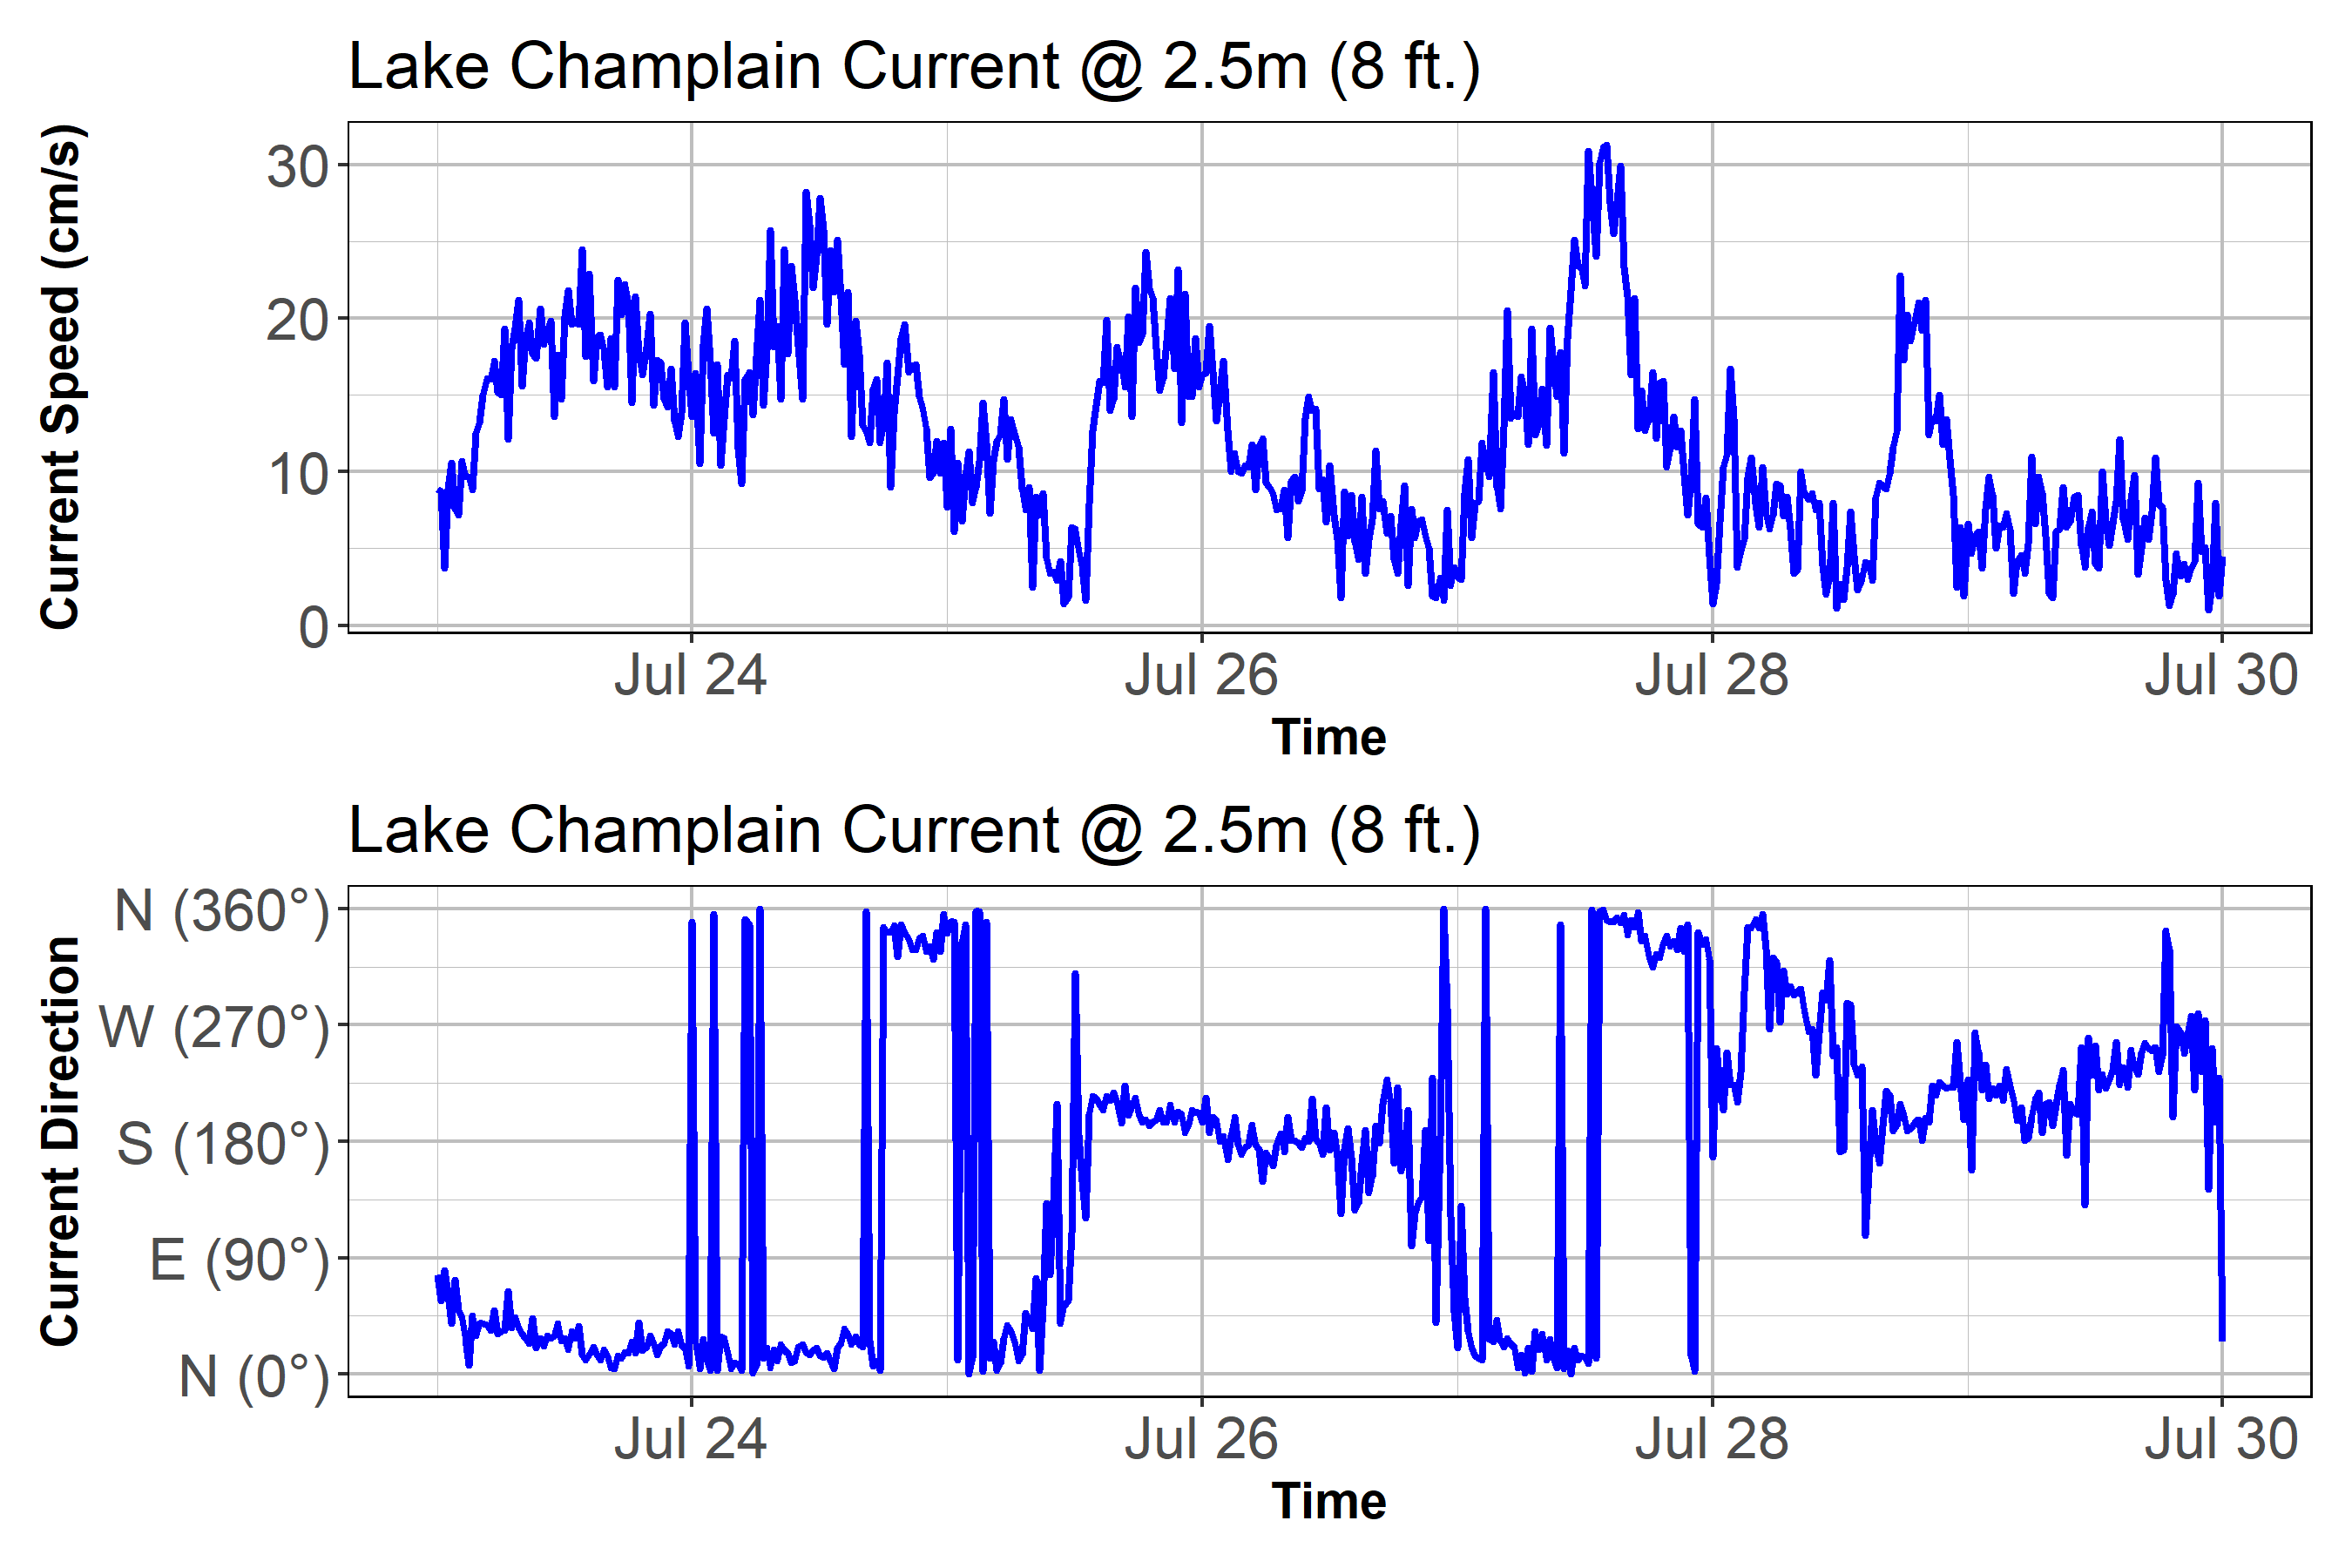 Lake Champlain Current @ 2.5m (8 ft.)
Current Speed (cm/s)
30
20
10
0
Jul 24 Jul 26 Jul 28 Jul 30
Time
Lake Champlain Current @ 2.5m (8 ft.)
Current Direction
N (360°)
W (270°)
S (180°)
E (90°)
N (0°)
Jul 24 Jul 26 Jul 28 Jul 30
Time